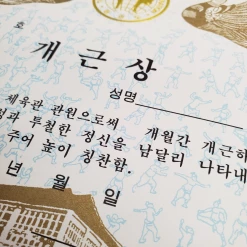 호
개근상
성명
체육관 관원으로써 개월간 개근하
과 투철한 정신을 남달리 나타내
주어 높이 칭찬함.
년 월 일